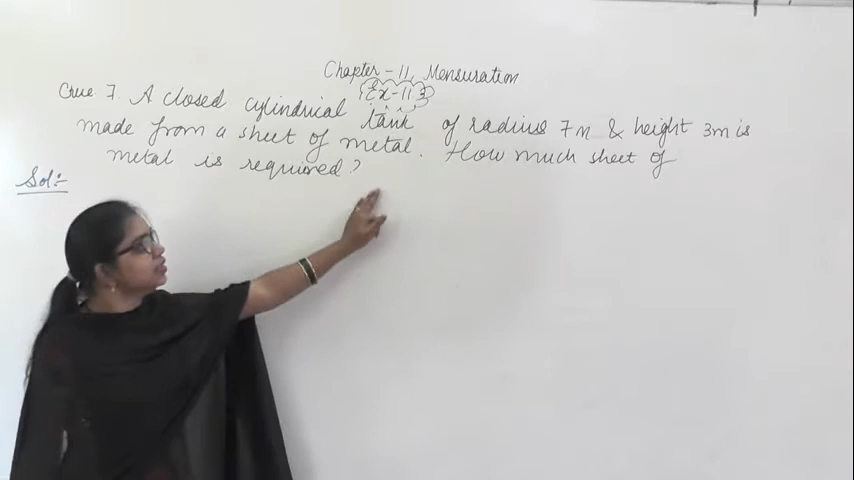 Chapter-11, Mensuration
{Ex-11.3}
Que 7. A closed cylindrical tank of radius 7m & height 3m is
made from a sheet of metal. How much sheet of
metal is required?
Sol:-